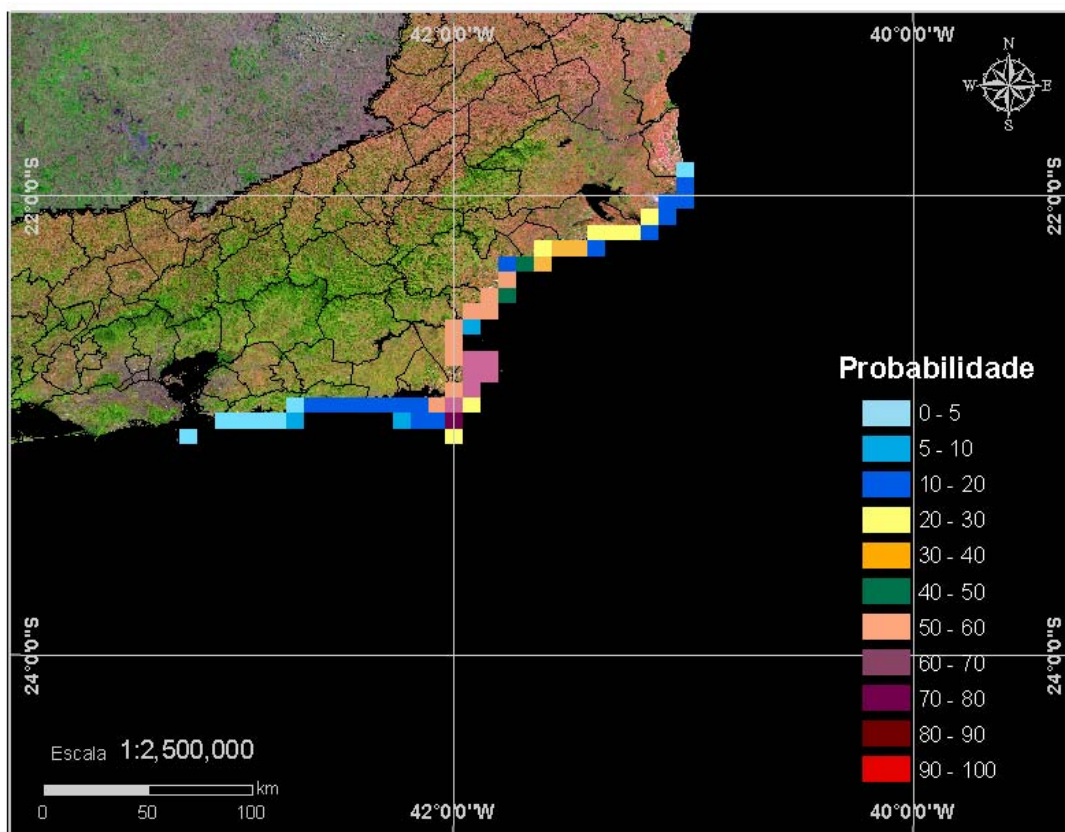 42°0'0"W
40°0'0"W
N
W
E
S
22°0'0"S
22°0'0"S
Probabilidade
0 - 5
5 - 10
10 - 20
20 - 30
30 - 40
40 - 50
50 - 60
60 - 70
70 - 80
80 - 90
90 - 100
24°0'0"S
24°0'0"S
Escala 1:2,500,000
km
0 50 100
42°0'0"W
40°0'0"W